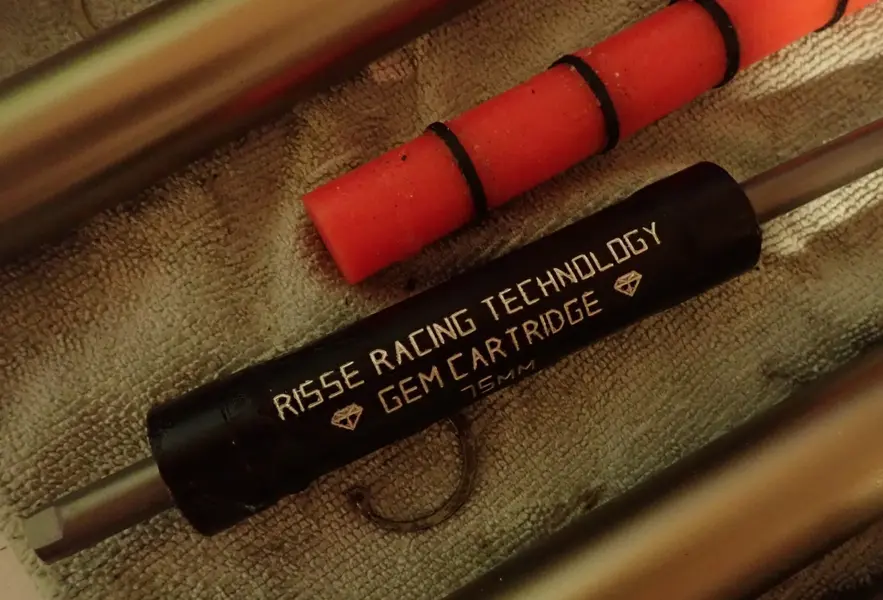 RISSE RACING TECHNOLOGY
GEM CARTRIDGE
75MM